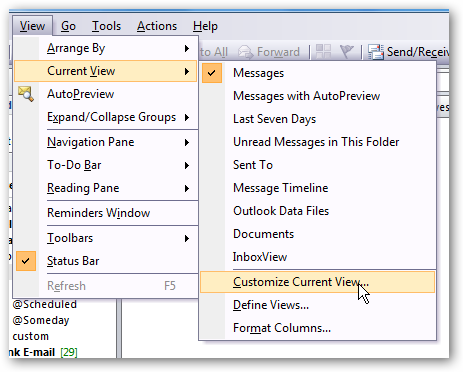 View Go Tools Actions Help
to All Forward Send/Receiv
Arrange By
Current View
AutoPreview
Expand/Collapse Groups
Navigation Pane
To-Do Bar
Reading Pane
Reminders Window
Toolbars
Status Bar
Refresh F5
Messages
Messages with AutoPreview
Last Seven Days
Unread Messages in This Folder
Sent To
Message Timeline
Outlook Data Files
Documents
InboxView
Customize Current View...
Define Views...
Format Columns...
@Scheduled
@Someday
custom
nk E-mail [29]